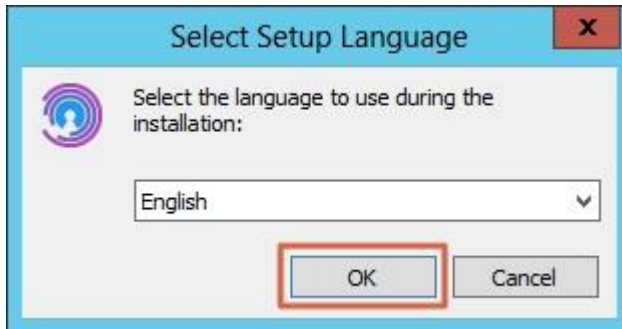 Select Setup Language
x
Select the language to use during the
installation:
English
OK
Cancel